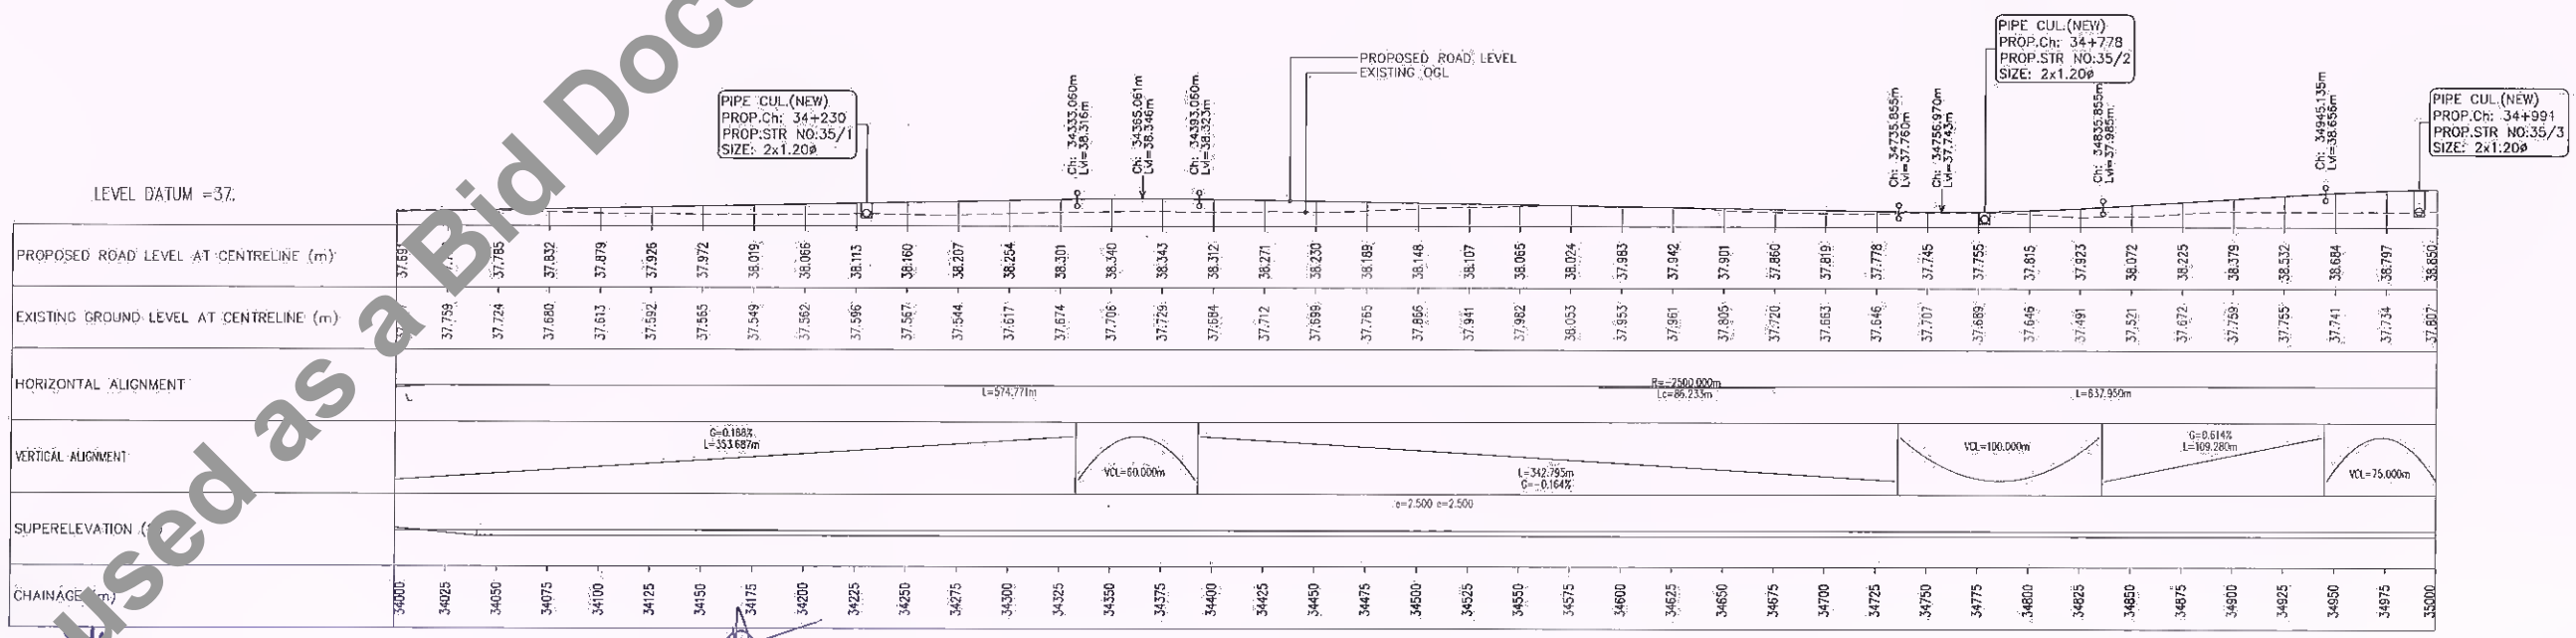 used as a Bid Docu
PIPE CUL.(NEW)
PROP.Ch: 34+230
PROP.STR NO:35/1
SIZE: 2x1.20ø
Ch: 34333.060m
Lvl=38.316m
Ch: 34365.061m
Lvl=38.346m
Ch: 34393.060m
Lvl=38.323m
PROPOSED ROAD LEVEL
EXISTING OGL
Ch: 34735.855m
Lvl=37.760m
Ch: 34756.970m
Lvl=37.743m
PIPE CUL.(NEW)
PROP.Ch: 34+778
PROP.STR NO:35/2
SIZE: 2x1.20ø
Ch: 34835.855m
Lvl=37.985m
Ch: 34945.135m
Lvl=38.656m
PIPE CUL.(NEW)
PROP.Ch: 34+991
PROP.STR NO:35/3
SIZE: 2x1.20ø
LEVEL DATUM =37.
PROPOSED ROAD LEVEL AT CENTRELINE (m) 37.785 37.832 37.879 37.926 37.972 38.019 38.066 38.113 38.160 38.207 38.254 38.301 38.340 38.343 38.312 38.271 38.230 38.189 38.148 38.107 38.065 38.024 37.983 37.942 37.901 37.860 37.819 37.778 37.745 37.755 37.815 37.923 38.072 38.225 38.379 38.532 38.684 38.797 38.850
EXISTING GROUND LEVEL AT CENTRELINE (m) 37.759 37.724 37.680 37.613 37.592 37.565 37.549 37.562 37.596 37.567 37.544 37.617 37.674 37.706 37.729 37.684 37.712 37.699 37.765 37.866 37.941 37.982 38.053 37.953 37.961 37.805 37.720 37.663 37.646 37.707 37.689 37.646 37.491 37.521 37.672 37.759 37.755 37.741 37.734 37.807
HORIZONTAL ALIGNMENT
L=574.771m
R=-2500.000m
Lc=86.233m
L=637.950m
VERTICAL ALIGNMENT
G=0.188%
L=353.687m
VCL=60.000m
L=342.795m
G=-0.164%
VCL=100.000m
G=0.614%
L=109.280m
VCL=75.000m
SUPERELEVATION
e=2.500 e=2.500
CHAINAGE (m) 34000 34025 34050 34075 34100 34125 34150 34175 34200 34225 34250 34275 34300 34325 34350 34375 34400 34425 34450 34475 34500 34525 34550 34575 34600 34625 34650 34675 34700 34725 34750 34775 34800 34825 34850 34875 34900 34925 34950 34975 35000